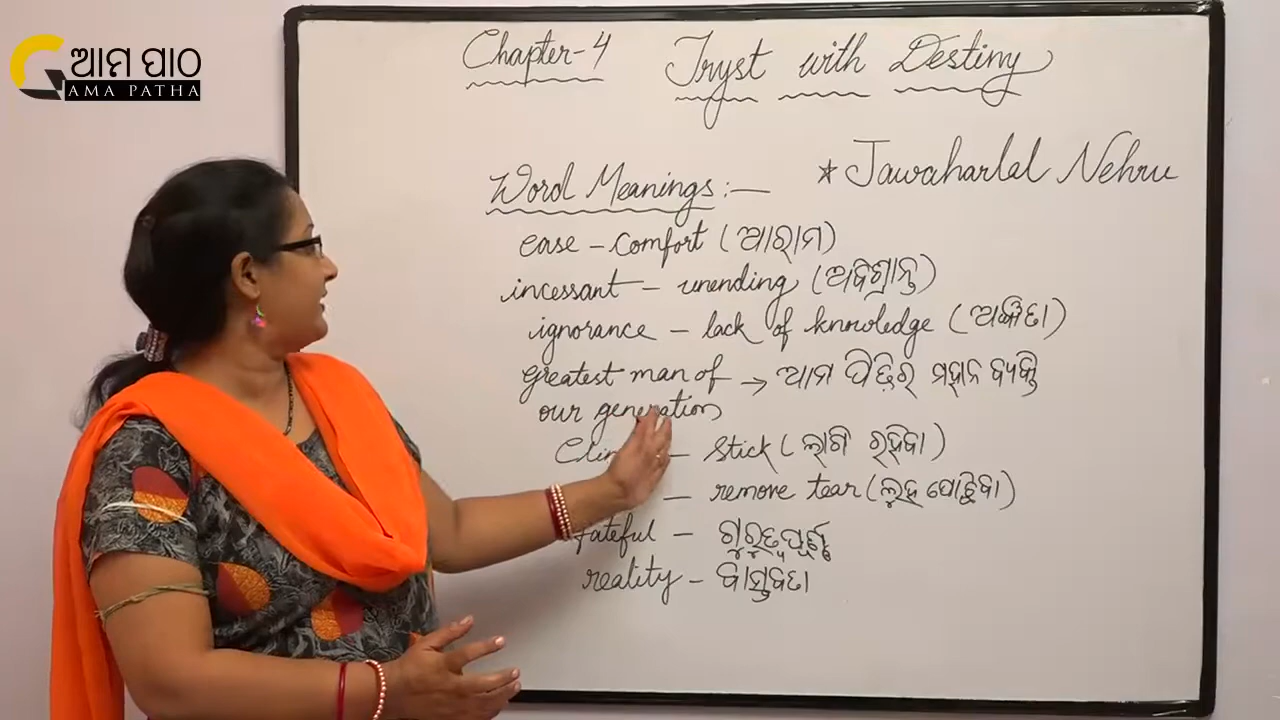 ଆମ ପାଠ
AMA PATHA
Chapter-4 Tryst with Destiny
* Jawaharlal Nehru
Word Meanings:—
ease - comfort (ଆରାମ)
incessant - unending (ଅବିଶ୍ରାନ୍ତ)
ignorance - lack of knowledge (ଅଜ୍ଞତା)
Greatest man of → ଆମ ପିଢ଼ିର ମହାନ ବ୍ୟକ୍ତି
our generation
- stick (ଲାଗି ରହିବା)
- remove tear (ଲୁହ ପୋଛିବା)
fateful - ଗୁରୁତ୍ୱପୂର୍ଣ୍ଣ
reality - ବାସ୍ତବତା